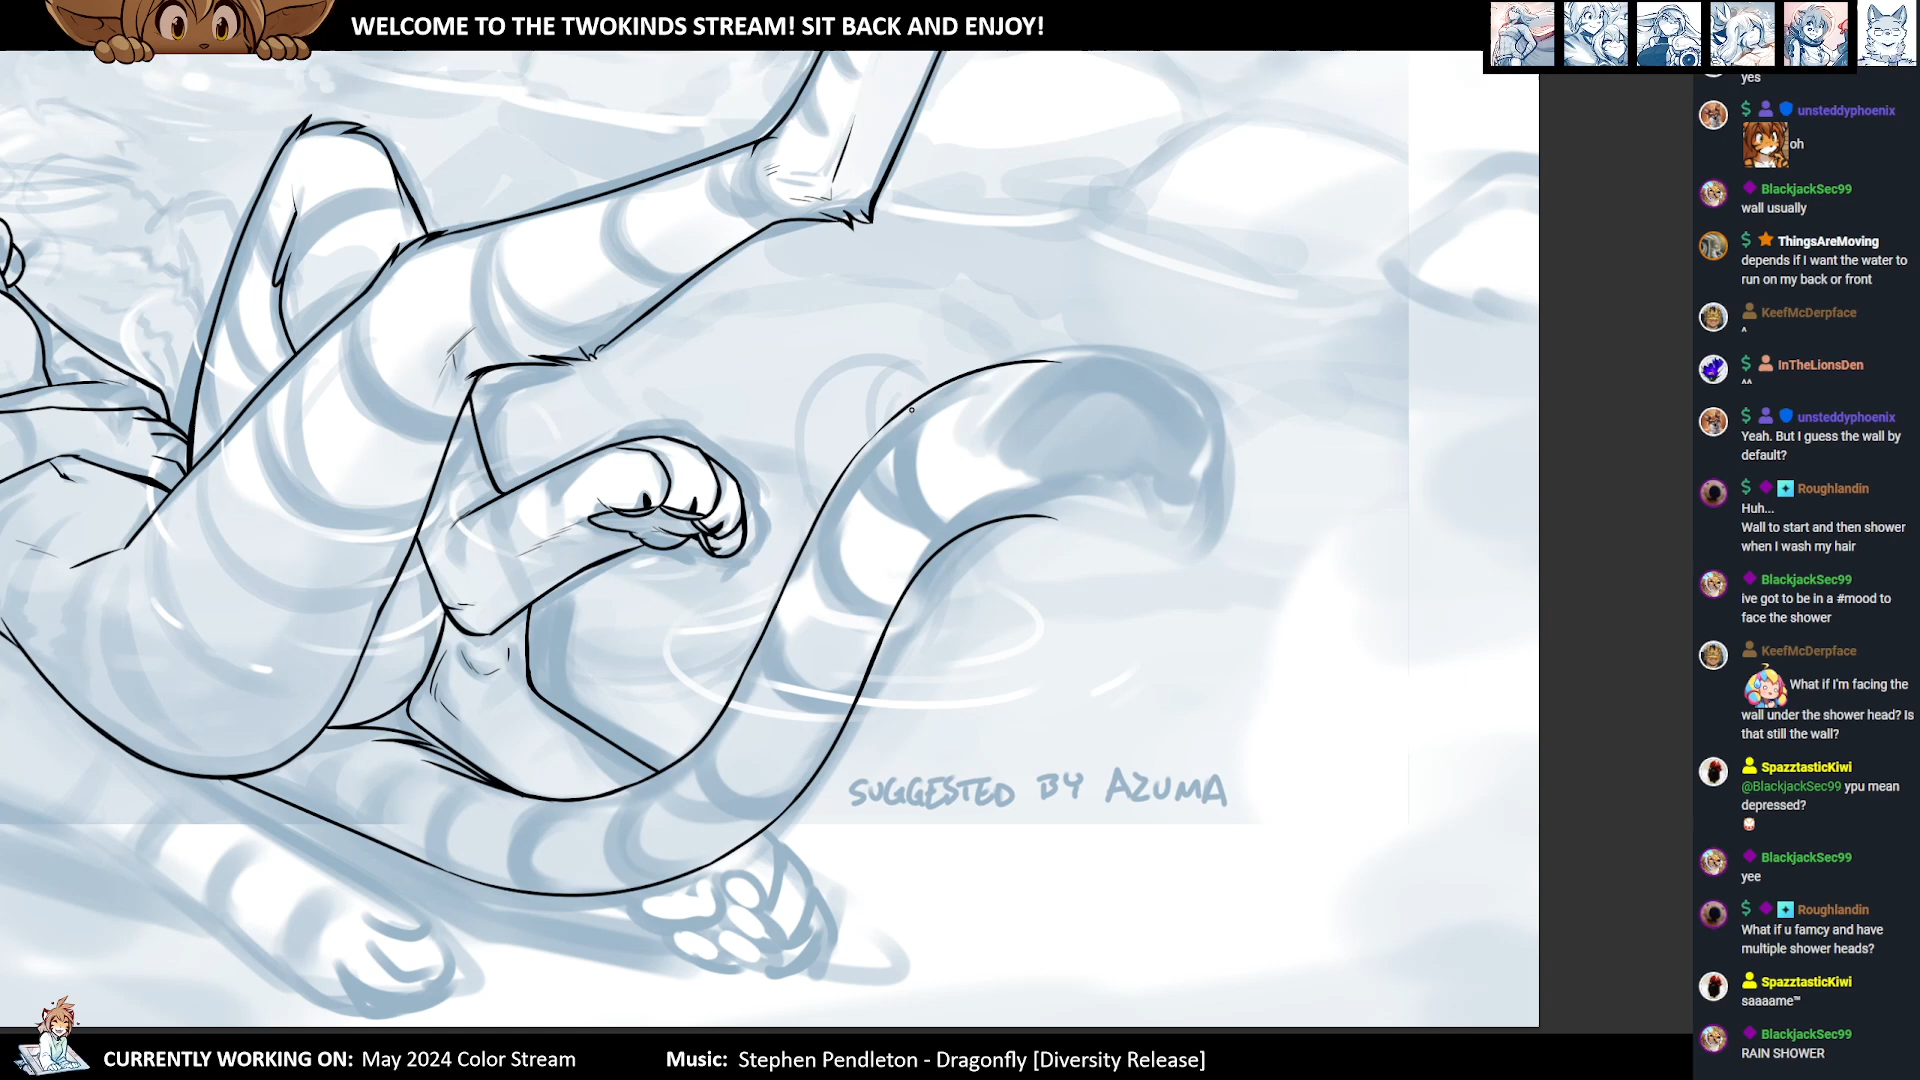 WELCOME TO THE TWOKINDS STREAM! SIT BACK AND ENJOY!
yes
unsteddyphoenix
oh
BlackjackSec99
wall usually
ThingsAreMoving
depends if I want the water to
run on my back or front
KeefMcDerpface
^
InTheLionsDen
^^
unsteddyphoenix
Yeah. But I guess the wall by
default?
Roughlandin
Huh...
Wall to start and then shower
when I wash my hair
BlackjackSec99
ive got to be in a #mood to
face the shower
KeefMcDerpface
What if I'm facing the
wall under the shower head? Is
that still the wall?
SpazztasticKiwi
@BlackjackSec99 ypu mean
depressed?
BlackjackSec99
yee
Roughlandin
What if u famcy and have
multiple shower heads?
SpazztasticKiwi
saaaame™
BlackjackSec99
RAIN SHOWER
SUGGESTED BY AZUMA
CURRENTLY WORKING ON: May 2024 Color Stream
Music: Stephen Pendleton - Dragonfly [Diversity Release]